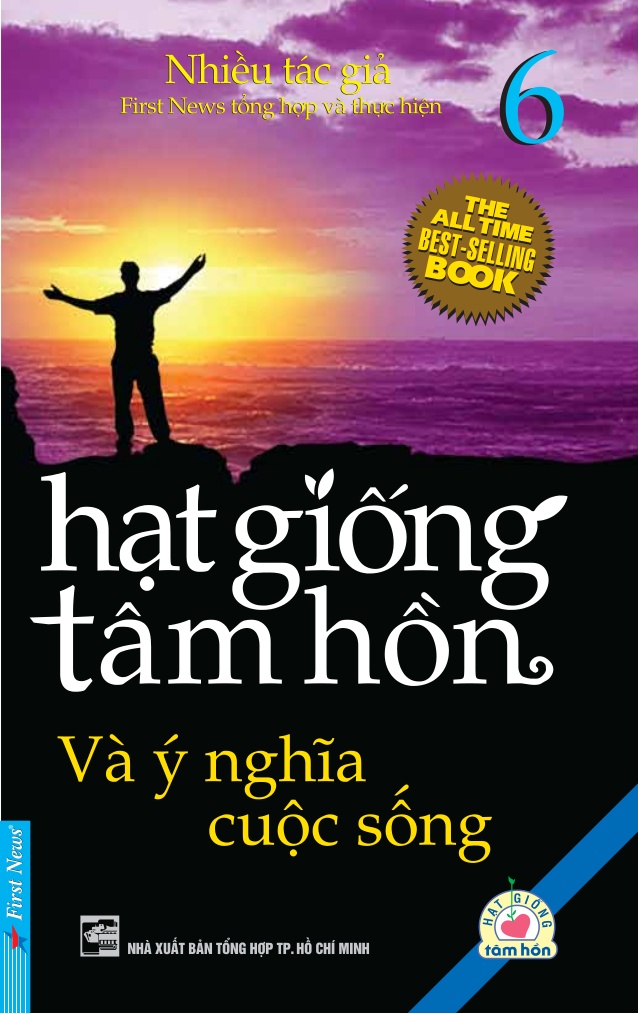 Nhiều tác giả
First News tổng hợp và thực hiện
6
THE
ALL TIME
BEST-SELLING
BOOK
hạt giống
tâm hồn
Và ý nghĩa
cuộc sống
First News®
NHÀ XUẤT BẢN TỔNG HỢP TP. HỒ CHÍ MINH
HẠT GIỐNG
tâm hồn